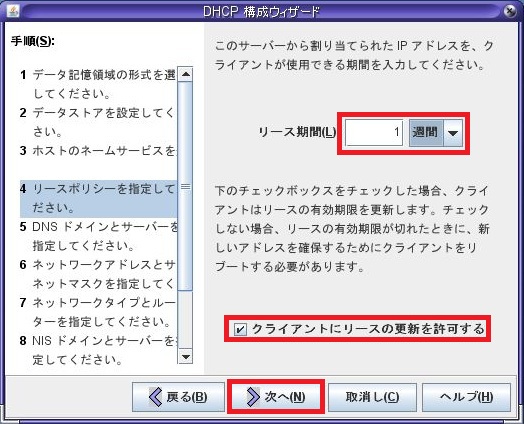 DHCP 構成ウィザード
手順(S):
1 データ記憶領域の形式を選
してください。
2 データストアを設定してく
さい。
3 ホストのネームサービスを
4 リースポリシーを指定して
ださい。
5 DNS ドメインとサーバーを
指定してください。
6 ネットワークアドレスとサ
ネットマスクを指定してく
7 ネットワークタイプとルー
ターを指定してください。
8 NIS ドメインとサーバーを
定してください。
このサーバーから割り当てられた IP アドレスを、ク
ライアントが使用できる期間を入力してください。
リース期間(L) 1 週間
下のチェックボックスをチェックした場合、クライ
アントはリースの有効期限を更新します。チェック
しない場合、リースの有効期限が切れたときに、新
しいアドレスを確保するためにクライアントをリ
ブートする必要があります。
クライアントにリースの更新を許可する
戻る(B) 次へ(N) 取消し(C) ヘルプ(H)